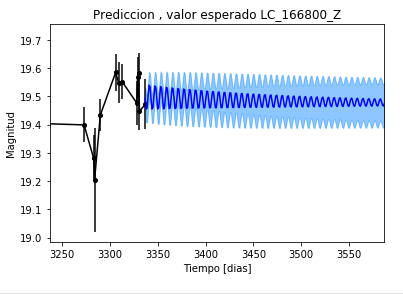 Prediccion , valor esperado LC_166800_Z
19.7
19.6
19.5
19.4
19.3
19.2
19.1
19.0
Magnitud
3250 3300 3350 3400 3450 3500 3550
Tiempo [dias]